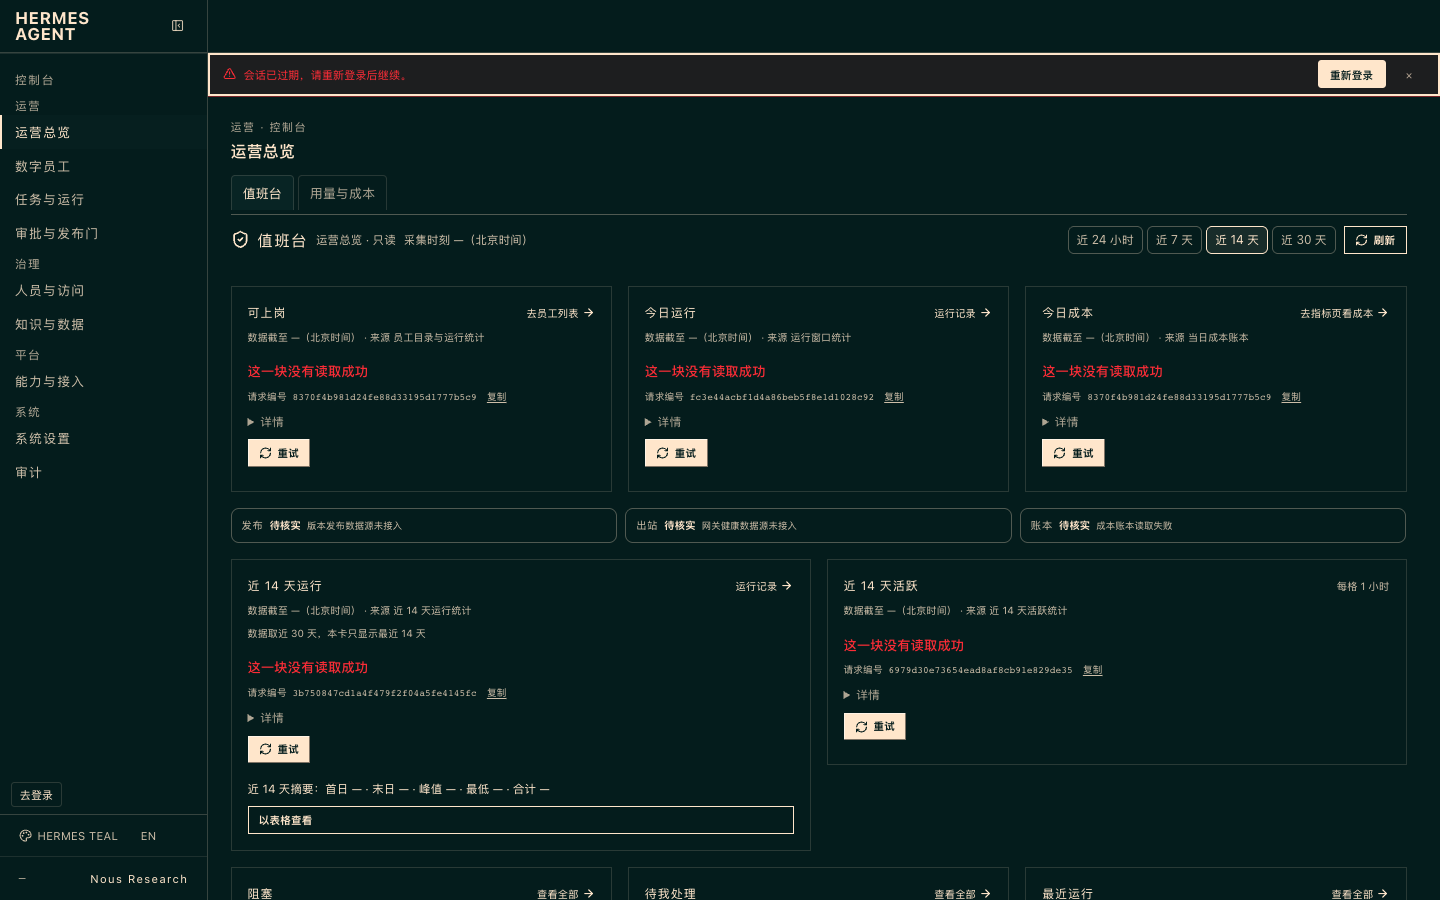 HERMES
AGENT
控制台
运营
运营总览
数字员工
任务与运行
审批与发布门
治理
人员与访问
知识与数据
平台
能力与接入
系统
系统设置
审计
去登录
HERMES TEAL EN
— Nous Research
会话已过期，请重新登录后继续。 重新登录 ×
运营 · 控制台
运营总览
值班台 用量与成本
值班台 运营总览 · 只读 采集时刻 —（北京时间） 近 24 小时 近 7 天 近 14 天 近 30 天 刷新
可上岗 去员工列表 →
数据截至 —（北京时间） · 来源 员工目录与运行统计
这一块没有读取成功
请求编号 8370f4b981d24fe88d33195d1777b5c9 复制
▶ 详情
重试
今日运行 运行记录 →
数据截至 —（北京时间） · 来源 运行窗口统计
这一块没有读取成功
请求编号 fc3e44acbf1d4a86beb5f8e1d1028c92 复制
▶ 详情
重试
今日成本 去指标页看成本 →
数据截至 —（北京时间） · 来源 当日成本账本
这一块没有读取成功
请求编号 8370f4b981d24fe88d33195d1777b5c9 复制
▶ 详情
重试
发布 待核实 版本发布数据源未接入
出站 待核实 网关健康数据源未接入
账本 待核实 成本账本读取失败
近 14 天运行 运行记录 →
数据截至 —（北京时间） · 来源 近 14 天运行统计
数据取近 30 天，本卡只显示最近 14 天
这一块没有读取成功
请求编号 3b750847cd1a4f479f2f04a5fe4145fc 复制
▶ 详情
重试
近 14 天摘要：首日 — · 末日 — · 峰值 — · 最低 — · 合计 —
以表格查看
近 14 天活跃 每格 1 小时
数据截至 —（北京时间） · 来源 近 14 天活跃统计
这一块没有读取成功
请求编号 6979d30e73654ead8af8cb91e829de35 复制
▶ 详情
重试
阻塞 查看全部 →
待我处理 查看全部 →
最近运行 查看全部 →